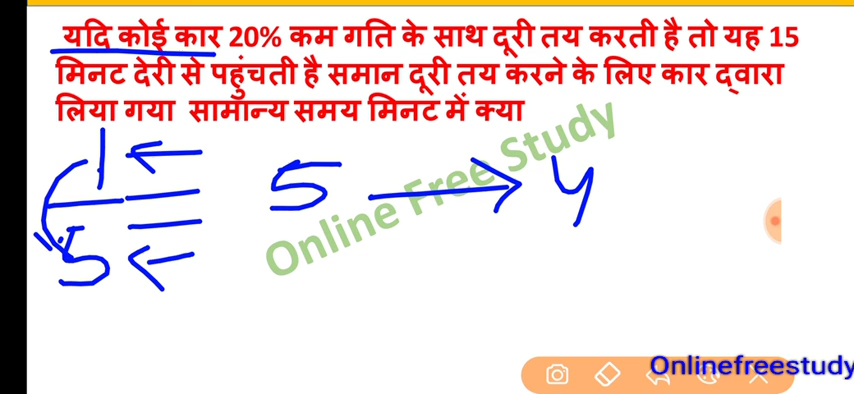 यदि कोई कार 20% कम गति के साथ दूरी तय करती है तो यह 15
मिनट देरी से पहुंचती है समान दूरी तय करने के लिए कार द्वारा
लिया गया सामान्य समय मिनट में क्या
1
5
5 → 4
Online Free Study
Onlinefreestudy